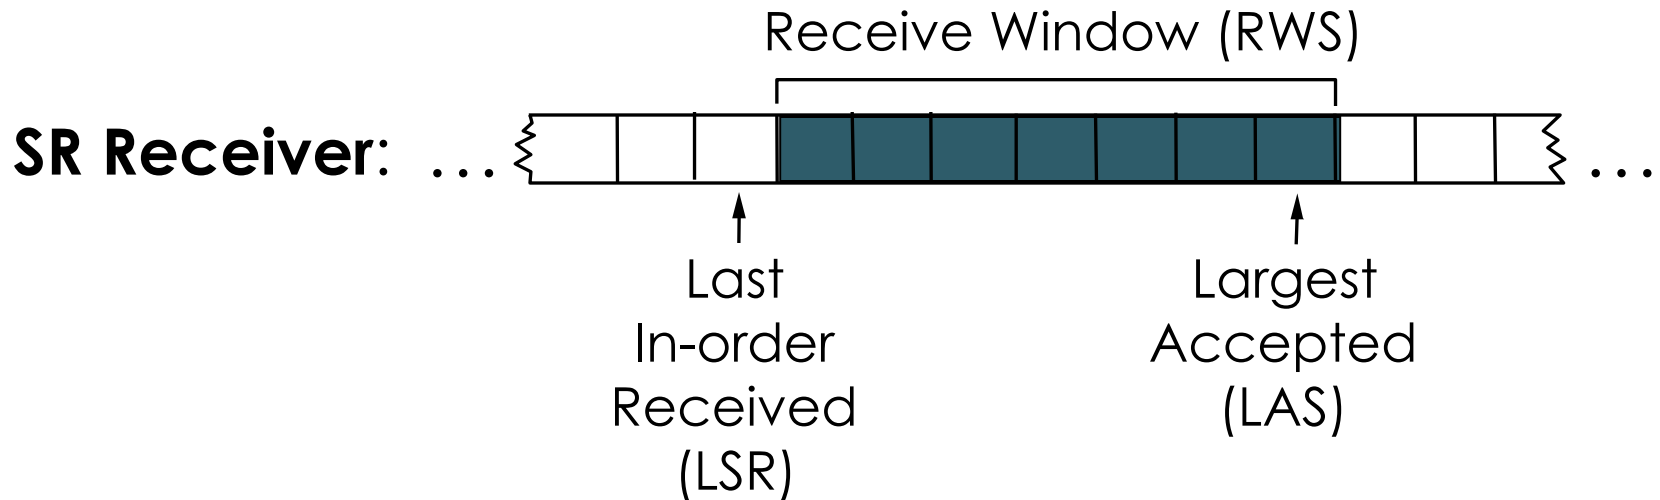 Receive Window (RWS)
SR Receiver: ...
...
Last
In-order
Received
(LSR)
Largest
Accepted
(LAS)